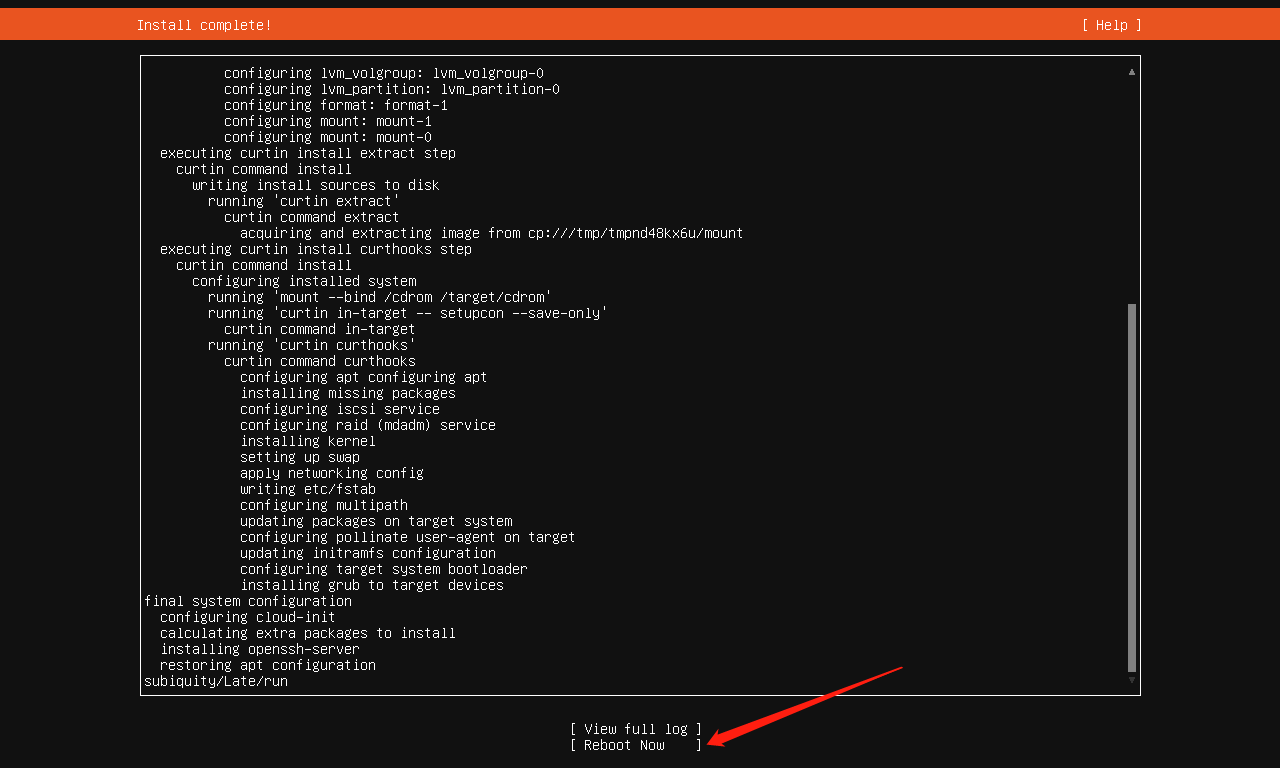 Install complete!
[ Help ]
configuring lvm_volgroup: lvm_volgroup-0
configuring lvm_partition: lvm_partition-0
configuring format: format-1
configuring mount: mount-1
configuring mount: mount-0
executing curtin install extract step
curtin command install
writing install sources to disk
running 'curtin extract'
curtin command extract
acquiring and extracting image from cp:///tmp/tmpnd48kx6u/mount
executing curtin install curthooks step
curtin command install
configuring installed system
running 'mount --bind /cdrom /target/cdrom'
running 'curtin in-target -- setupcon --save-only'
curtin command in-target
running 'curtin curthooks'
curtin command curthooks
configuring apt configuring apt
installing missing packages
configuring iscsi service
configuring raid (mdadm) service
installing kernel
setting up swap
apply networking config
writing etc/fstab
configuring multipath
updating packages on target system
configuring pollinate user-agent on target
updating initramfs configuration
configuring target system bootloader
installing grub to target devices
final system configuration
configuring cloud-init
calculating extra packages to install
installing openssh-server
restoring apt configuration
subiquity/Late/run
[ View full log ]
[ Reboot Now ]